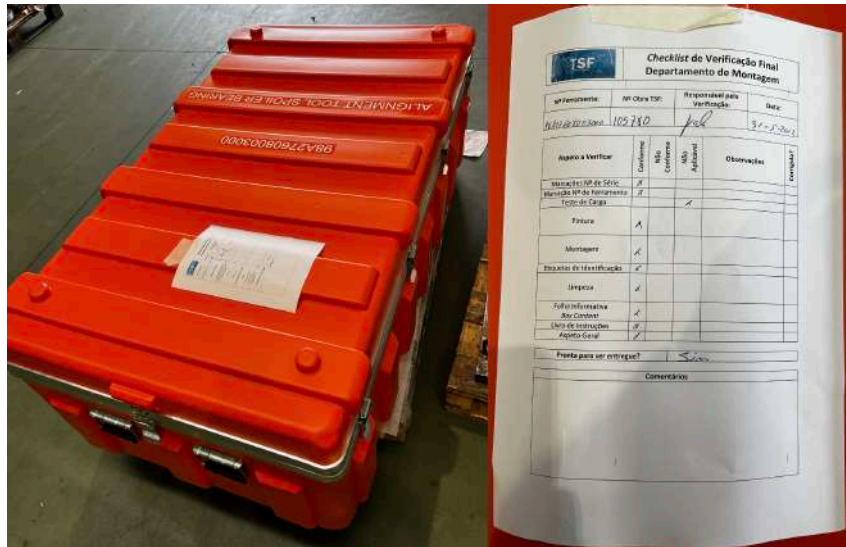 ALIGNMENT TOOL SPOILER BEARING
98A27608003000
TSF
TSF
Checklist de Verificação Final
Departamento de Montagem
Nº Ferramenta:
Nº Obra TSF:
Responsável pela Verificação:
Data:
105780
Aspeto a Verificar
Conforme
Não Conforme
Não Aplicável
Observações
Corrigido?
Marcações Nº de Série X
Marcação Nº de Ferramenta X
Teste de Carga X
Pintura X
Montagem X
Etiquetas de Identificação X
Limpeza X
Folha Informativa
Box Content X
Livro de Instruções X
Aspeto Geral X
Pronta para ser entregue? Sim
Comentários